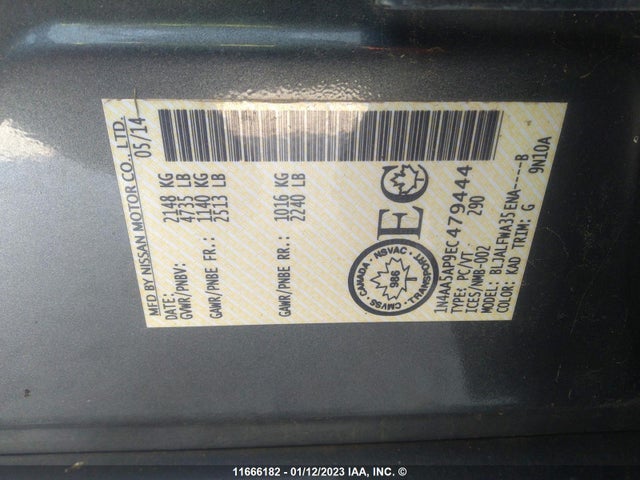 MFD BY NISSAN MOTOR CO., LTD.
DATE: 05/14
GVWR/PNBV: 2148 KG
4735 LB
GAWR/PNBE FR.: 1140 KG
2513 LB
GAWR/PNBE RR.: 1016 KG
2240 LB
CANADA - NSVAC - TRANSPORT - CMVSS
986
EC
1N4AA5AP9EC479444
TYPE: PC/VT 290
ICES/NMB-002
MODEL: BLJALFWA35ENA-----B
COLOR: KAD TRIM: G 9N10A
11666182 - 01/12/2023 IAA, INC. ©